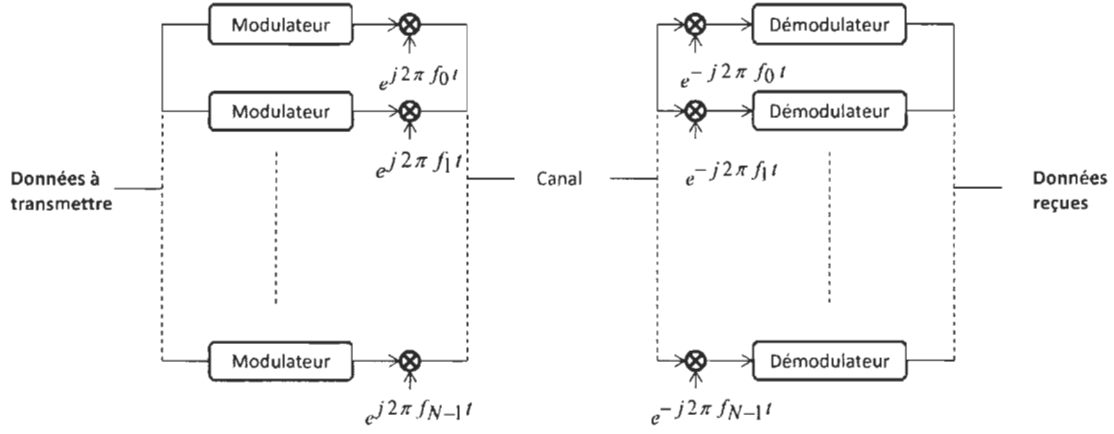 Modulateur
Démodulateur
e^{j2π f_0 t}
e^{-j2π f_0 t}
Modulateur
Démodulateur
e^{j2π f_1 t}
e^{-j2π f_1 t}
Données à
transmettre
Canal
Données
reçues
Modulateur
Démodulateur
e^{j2π f_{N-1} t}
e^{-j2π f_{N-1} t}